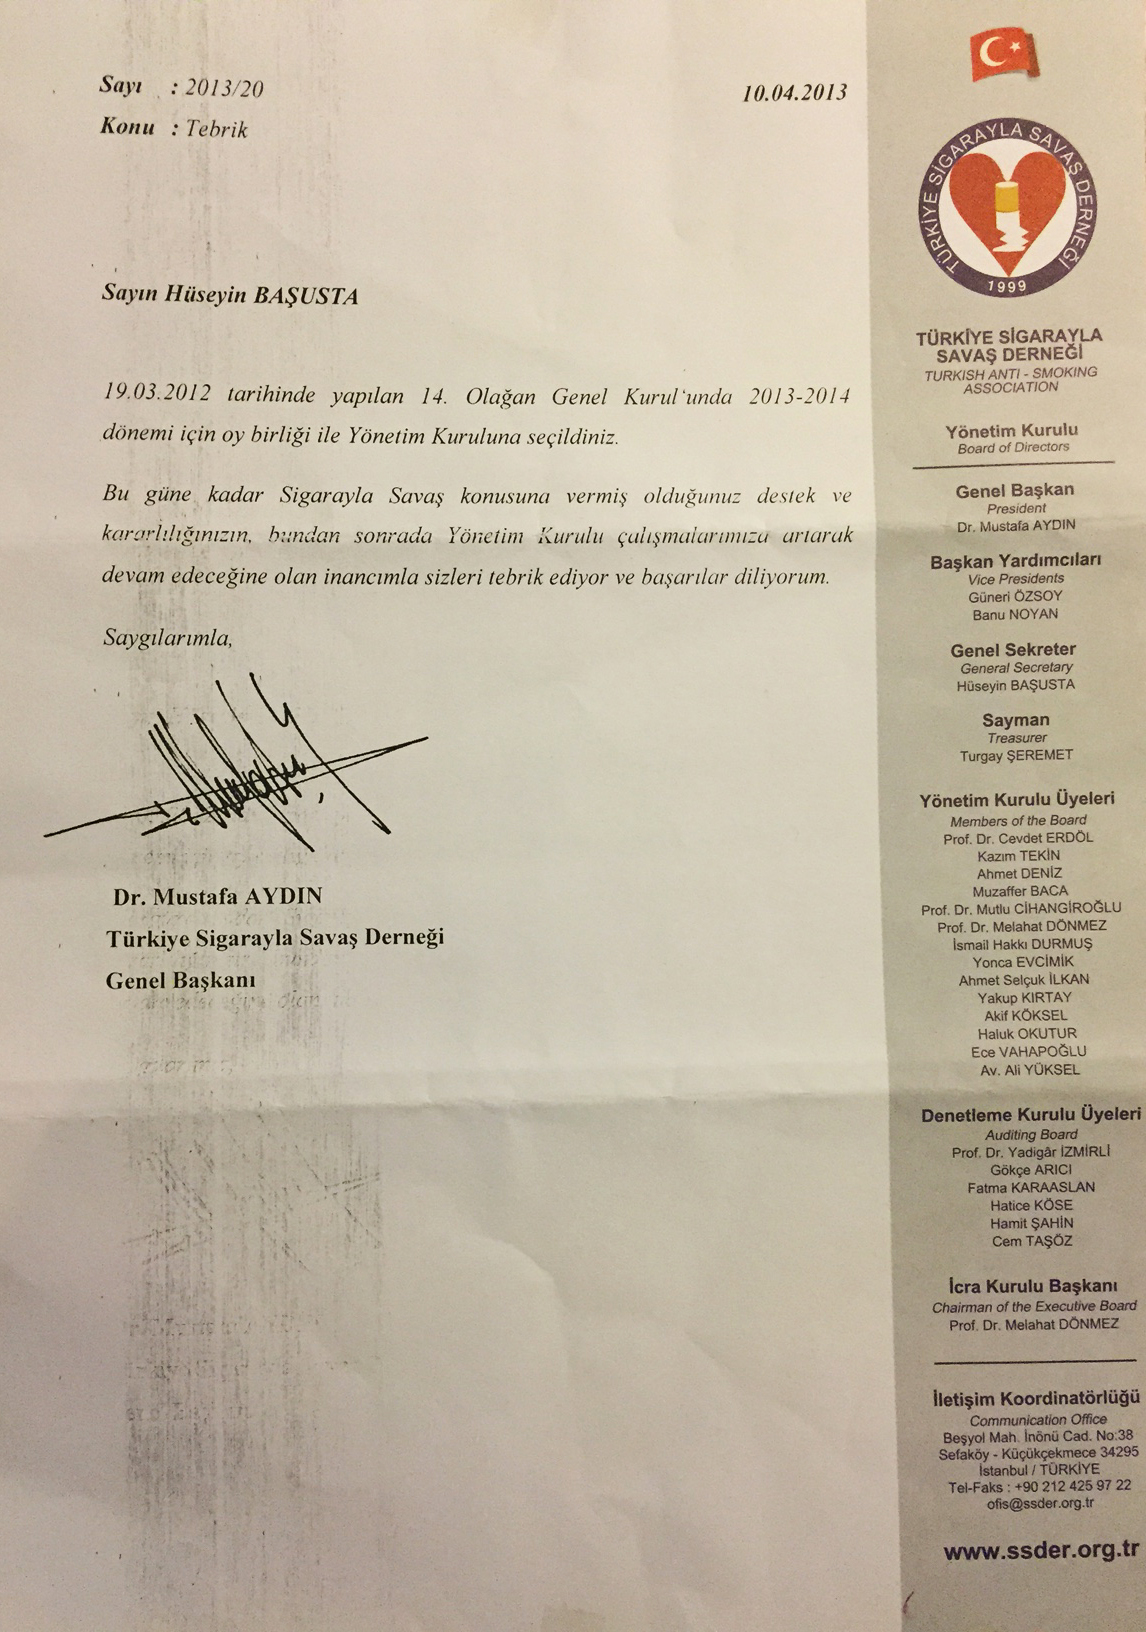 Sayı : 2013/20
10.04.2013
Konu : Tebrik
Sayın Hüseyin BAŞUSTA
19.03.2012 tarihinde yapılan 14. Olağan Genel Kurul'unda 2013-2014
dönemi için oy birliği ile Yönetim Kuruluna seçildiniz.
Bu güne kadar Sigarayla Savaş konusuna vermiş olduğunuz destek ve
kararlılığınızın, bundan sonrada Yönetim Kurulu çalışmalarımıza artarak
devam edeceğine olan inancımla sizleri tebrik ediyor ve başarılar diliyorum.
Saygılarımla,
Dr. Mustafa AYDIN
Türkiye Sigarayla Savaş Derneği
Genel Başkanı
TÜRKİYE SİGARAYLA SAVAŞ DERNEĞİ
1999
TÜRKİYE SİGARAYLA
SAVAŞ DERNEĞİ
TURKISH ANTI - SMOKING
ASSOCIATION
Yönetim Kurulu
Board of Directors
Genel Başkan
President
Dr. Mustafa AYDIN
Başkan Yardımcıları
Vice Presidents
Güneri ÖZSOY
Banu NOYAN
Genel Sekreter
General Secretary
Hüseyin BAŞUSTA
Sayman
Treasurer
Turgay ŞEREMET
Yönetim Kurulu Üyeleri
Members of the Board
Prof. Dr. Cevdet ERDÖL
Kazım TEKİN
Ahmet DENİZ
Muzaffer BACA
Prof. Dr. Mutlu CİHANGİROĞLU
Prof. Dr. Melahat DÖNMEZ
İsmail Hakkı DURMUŞ
Yonca EVCİMİK
Ahmet Selçuk İLKAN
Yakup KIRTAY
Akif KÖKSEL
Haluk OKUTUR
Ece VAHAPOĞLU
Av. Ali YÜKSEL
Denetleme Kurulu Üyeleri
Auditing Board
Prof. Dr. Yadigâr İZMİRLİ
Gökçe ARICI
Fatma KARAASLAN
Hatice KÖSE
Hamit ŞAHİN
Cem TAŞÖZ
İcra Kurulu Başkanı
Chairman of the Executive Board
Prof. Dr. Melahat DÖNMEZ
İletişim Koordinatörlüğü
Communication Office
Beşyol Mah. İnönü Cad. No:38
Sefaköy - Küçükçekmece 34295
İstanbul / TÜRKİYE
Tel-Faks : +90 212 425 97 22
ofis@ssder.org.tr
www.ssder.org.tr